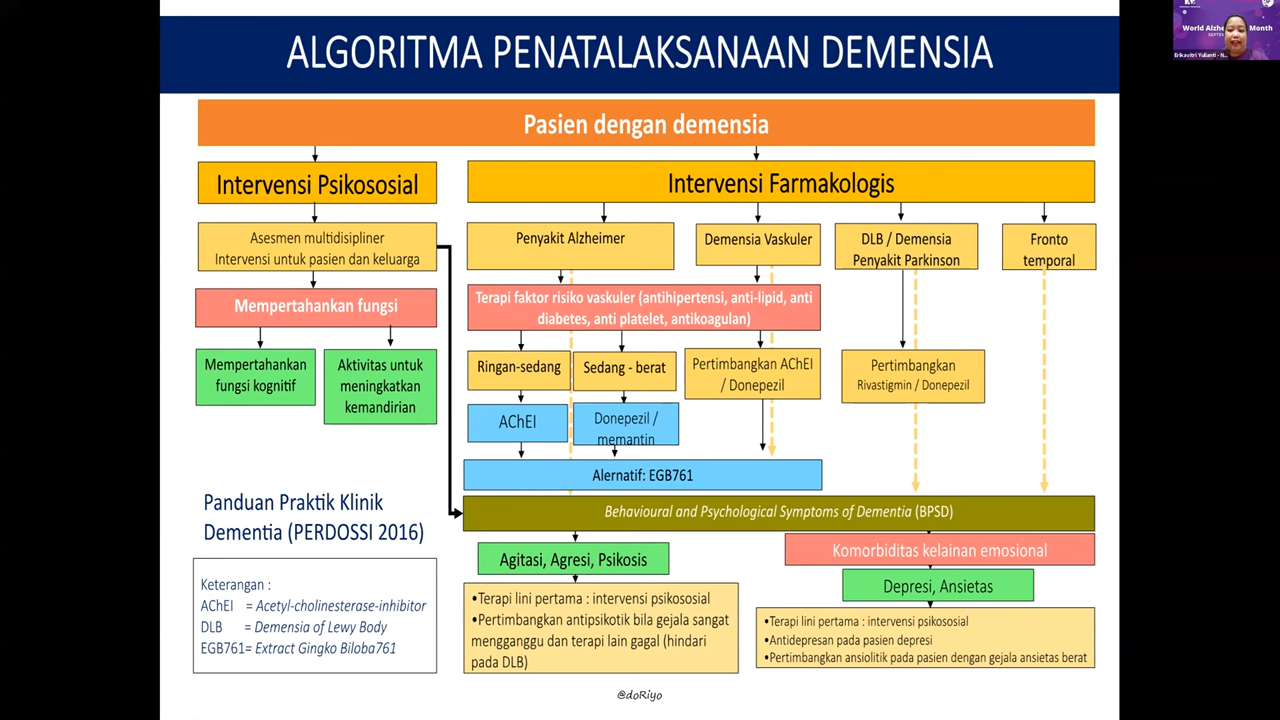 ALGORITMA PENATALAKSANAAN DEMENSIA
World Alzhe
Month
Erikavitri Yulianti - N...
Pasien dengan demensia
Intervensi Psikososial
Intervensi Farmakologis
Asesmen multidisipliner
Intervensi untuk pasien dan keluarga
Mempertahankan fungsi
Mempertahankan
fungsi kognitif
Aktivitas untuk
meningkatkan
kemandirian
Penyakit Alzheimer
Demensia Vaskuler
DLB / Demensia
Penyakit Parkinson
Fronto
temporal
Terapi faktor risiko vaskuler (antihipertensi, anti-lipid, anti
diabetes, anti platelet, antikoagulan)
Ringan-sedang
Sedang - berat
Pertimbangkan AChEI
/ Donepezil
Pertimbangkan
Rivastigmin / Donepezil
AChEI
Donepezil /
memantin
Alernatif: EGB761
Behavioural and Psychological Symptoms of Dementia (BPSD)
Panduan Praktik Klinik
Dementia (PERDOSSI 2016)
Keterangan :
AChEI = Acetyl-cholinesterase-inhibitor
DLB = Demensia of Lewy Body
EGB761= Extract Gingko Biloba761
Agitasi, Agresi, Psikosis
•Terapi lini pertama : intervensi psikososial
•Pertimbangkan antipsikotik bila gejala sangat
mengganggu dan terapi lain gagal (hindari
pada DLB)
Komorbiditas kelainan emosional
Depresi, Ansietas
•Terapi lini pertama : intervensi psikososial
•Antidepresan pada pasien depresi
•Pertimbangkan ansiolitik pada pasien dengan gejala ansietas berat
@doRiyo